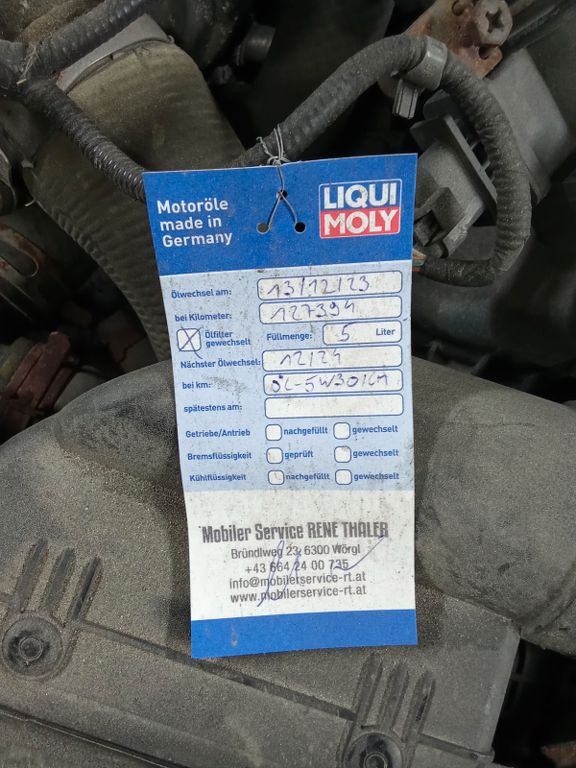 Motoröle
made in
Germany
LIQUI
MOLY
Ölwechsel am: 13/12/23
bei Kilometer: 127394
Ölfilter
gewechselt
Füllmenge: 5 Liter
Nächster Ölwechsel: 12/24
bei km: ÖL-5W30/LM
spätestens am:
Getriebe/Antrieb nachgefüllt gewechselt
Bremsflüssigkeit geprüft gewechselt
Kühlflüssigkeit nachgefüllt gewechselt
Mobiler Service RENE THALER
Bründlweg 23, 6300 Wörgl
+43 664 24 00 735
info@mobilerservice-rt.at
www.mobilerservice-rt.at